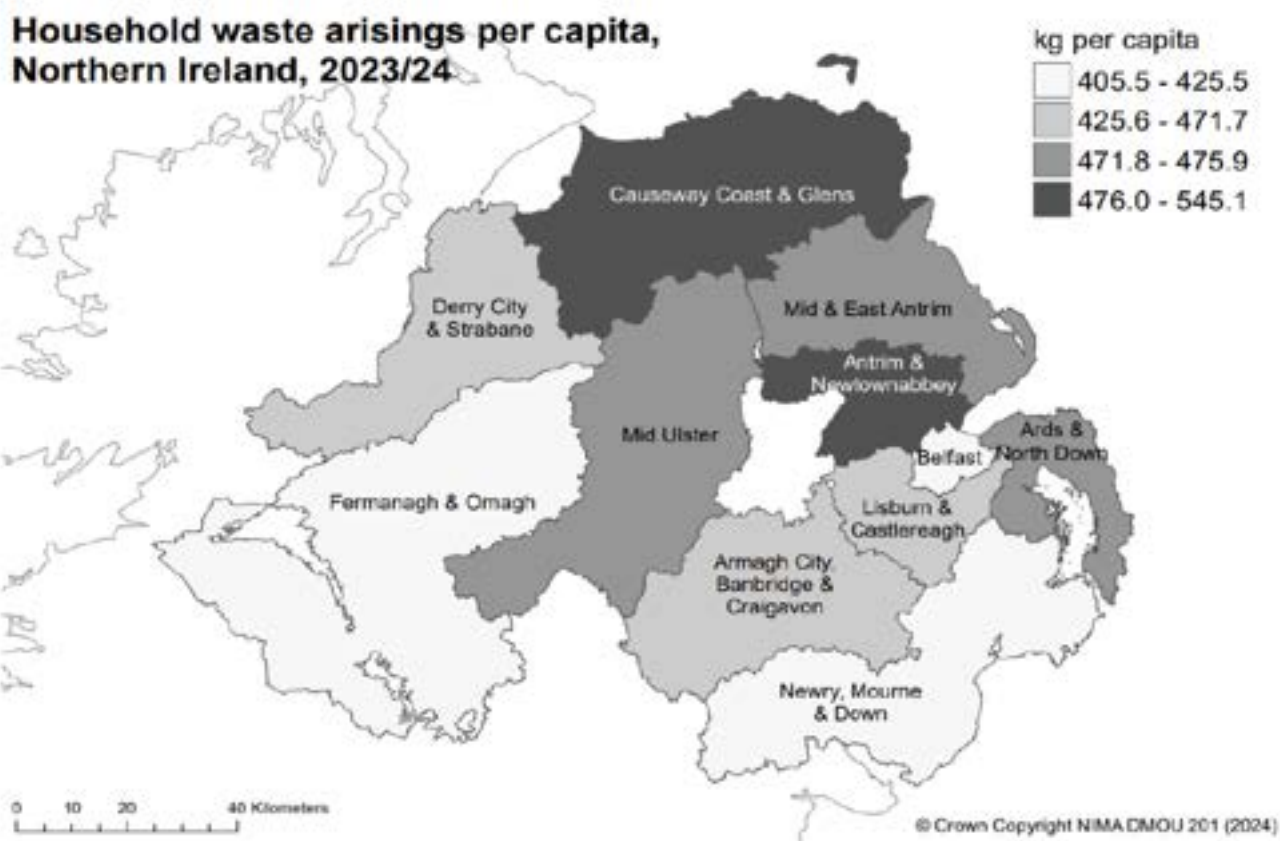 Household waste arisings per capita,
Northern Ireland, 2023/24
kg per capita
405.5 - 425.5
425.6 - 471.7
471.8 - 475.9
476.0 - 545.1
Causeway Coast & Glens
Derry City
& Strabane
Mid & East Antrim
Antrim &
Newtownabbey
Mid Ulster
Ards &
North Down
Belfast
Fermanagh & Omagh
Lisburn &
Castlereagh
Armagh City,
Banbridge &
Craigavon
Newry, Mourne
& Down
0 10 20 40 Kilometers
© Crown Copyright NIMA DMOU 201 (2024)